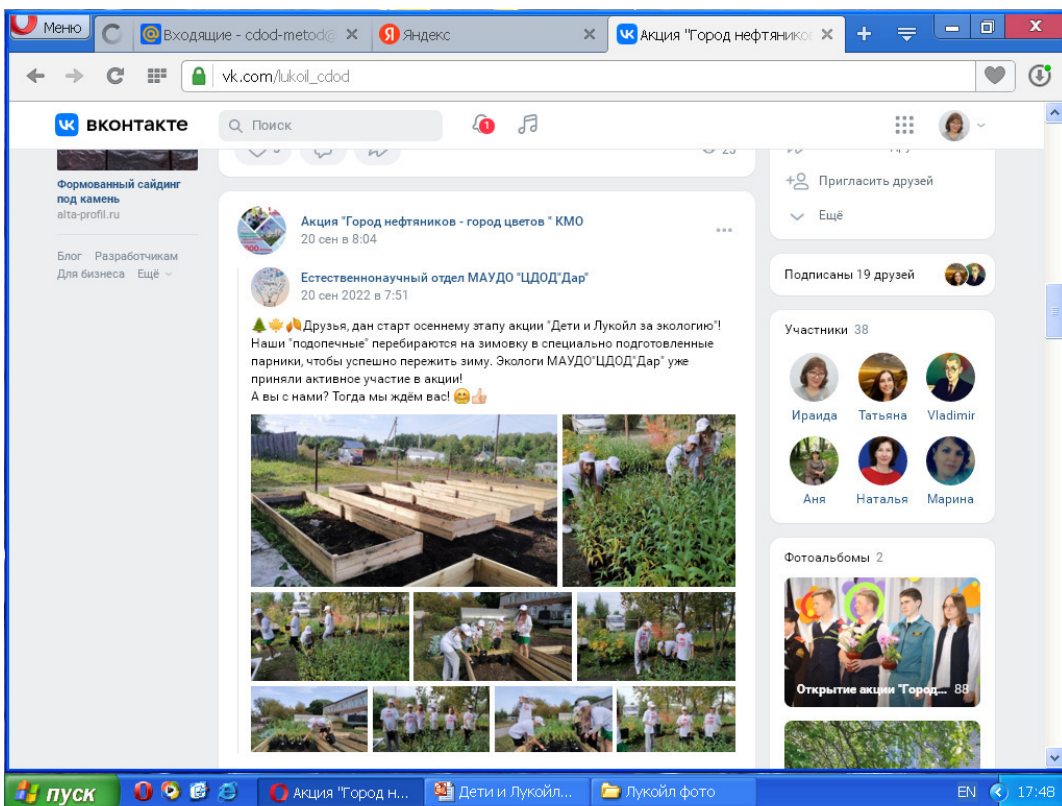 Меню
Входящие - cdod-metod@
Яндекс
Акция "Город нефтяников
vk.com/lukoil_cdod
вконтакте
Поиск
1
23
Формованный сайдинг
под камень
alta-profil.ru
Блог Разработчикам
Для бизнеса Ещё
Акция "Город нефтяников - город цветов " КМО
20 сен в 8:04
Естественнонаучный отдел МАУДО "ЦДОД"Дар"
20 сен 2022 в 7:51
Друзья, дан старт осеннему этапу акции "Дети и Лукойл за экологию"!
Наши "подопечные" перебираются на зимовку в специально подготовленные
парники, чтобы успешно пережить зиму. Экологи МАУДО"ЦДОД"Дар" уже
приняли активное участие в акции!
А вы с нами? Тогда мы ждём вас!
Пригласить друзей
Ещё
Подписаны 19 друзей
Участники 38
Ираида Татьяна Vladimir
Аня Наталья Марина
Фотоальбомы 2
Открытие акции "Город... 88
пуск
Акция "Город н...
Дети и Лукойл...
Лукойл фото
EN
17:48